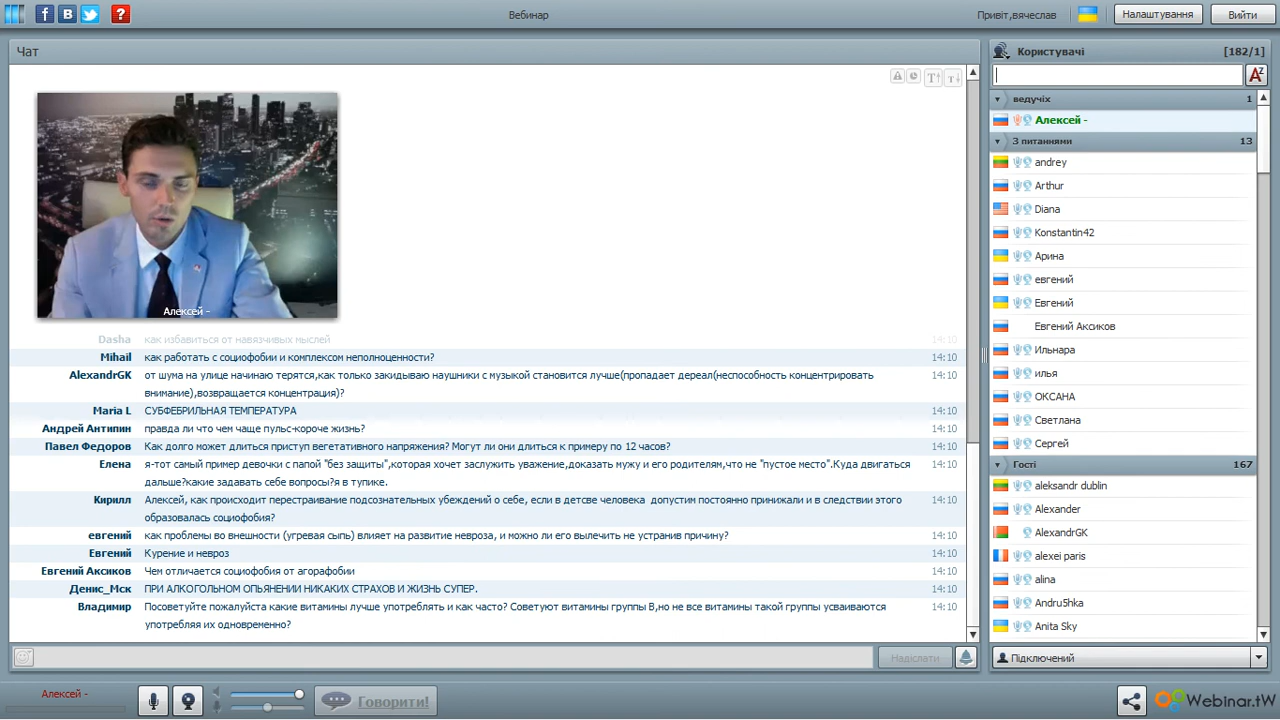 Вебинар
Привіт,вячеслав
Налаштування
Вийти
Чат
Алексей -
Dasha как избавиться от навязчивых мыслей 14:10
Mihail как работать с социофобии и комплексом неполноценности? 14:10
AlexandrGK от шума на улице начинаю терятся,как только закидываю наушники с музыкой становится лучше(пропадает дереал(неспособность концентрировать 14:10
внимание),возвращается концентрация)?
Maria L СУБФЕБРИЛЬНАЯ ТЕМПЕРАТУРА 14:10
Андрей Антипин правда ли что чем чаще пульс-короче жизнь? 14:10
Павел Федоров Как долго может длиться приступ вегетативного напряжения? Могут ли они длиться к примеру по 12 часов? 14:10
Елена я-тот самый пример девочки с папой "без защиты",которая хочет заслужить уважение,доказать мужу и его родителям,что не "пустое место".Куда двигаться 14:10
дальше?какие задавать себе вопросы?я в тупике.
Кирилл Алексей, как происходит перестраивание подсознательных убеждений о себе, если в детсве человека допустим постоянно принижали и в следствии этого 14:10
образовалась социофобия?
евгений как проблемы во внешности (угревая сыпь) влияет на развитие невроза, и можно ли его вылечить не устранив причину? 14:10
Евгений Курение и невроз 14:10
Евгений Аксиков Чем отличается социофобия от агорафобии 14:10
Денис_Мск ПРИ АЛКОГОЛЬНОМ ОПЬЯНЕНИИ НИКАКИХ СТРАХОВ И ЖИЗНЬ СУПЕР. 14:10
Владимир Посоветуйте пожалуйста какие витамины лучше употреблять и как часто? Советуют витамины группы В,но не все витамины такой группы усваиваются 14:10
употребляя их одновременно?
Надіслати
Користувачі [182/1]
ведучіх 1
Алексей -
З питаннями 13
andrey
Arthur
Diana
Konstantin42
Арина
евгений
Евгений
Евгений Аксиков
Ильнара
илья
ОКСАНА
Светлана
Сергей
Гості 167
aleksandr dublin
Alexander
AlexandrGK
alexei paris
alina
Andru5hka
Anita Sky
Підключений
Алексей -
Говорити!
Webinar.tW